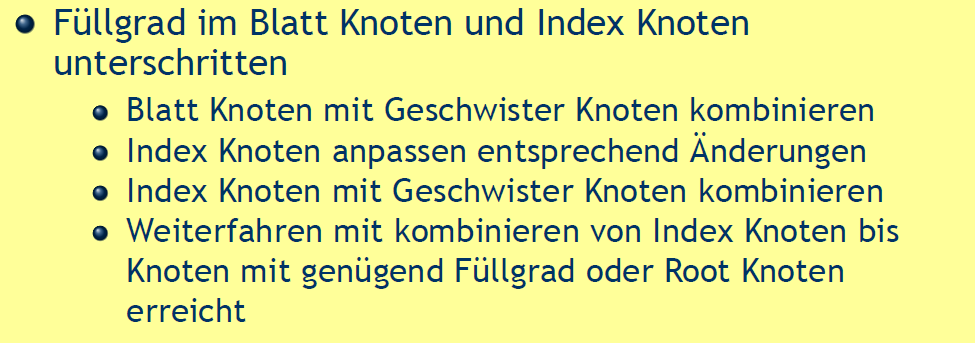 Füllgrad im Blatt Knoten und Index Knoten
unterschritten
Blatt Knoten mit Geschwister Knoten kombinieren
Index Knoten anpassen entsprechend Änderungen
Index Knoten mit Geschwister Knoten kombinieren
Weiterfahren mit kombinieren von Index Knoten bis
Knoten mit genügend Füllgrad oder Root Knoten
erreicht